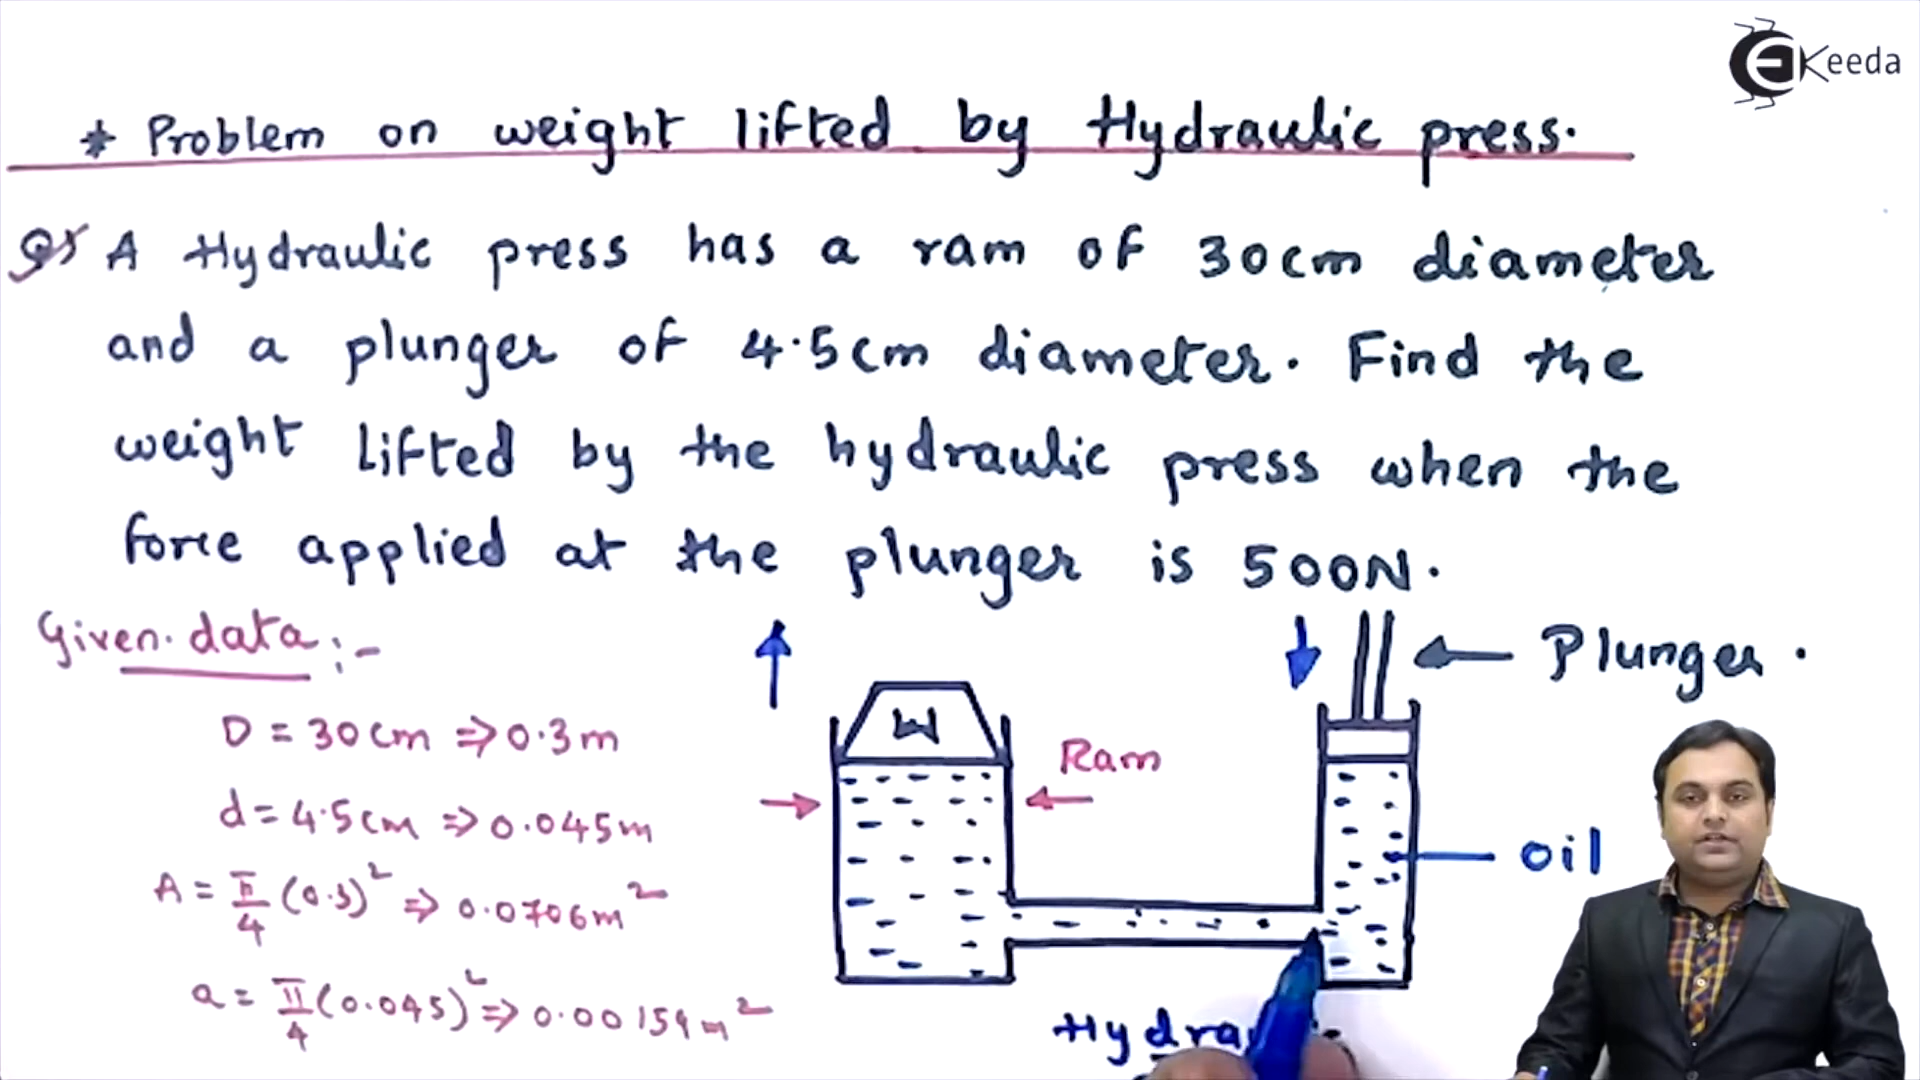 EKeeda
* Problem on weight lifted by Hydraulic press.
Q> A Hydraulic press has a ram of 30cm diameter
and a plunger of 4.5cm diameter. Find the
weight lifted by the hydraulic press when the
force applied at the plunger is 500N.
Given data :-
Plunger.
D = 30cm ⇒ 0.3m
W
Ram
d = 4.5cm ⇒ 0.045m
oil
A = π/4 (0.3)² ⇒ 0.0706m²
a = π/4 (0.045)² ⇒ 0.00159m²